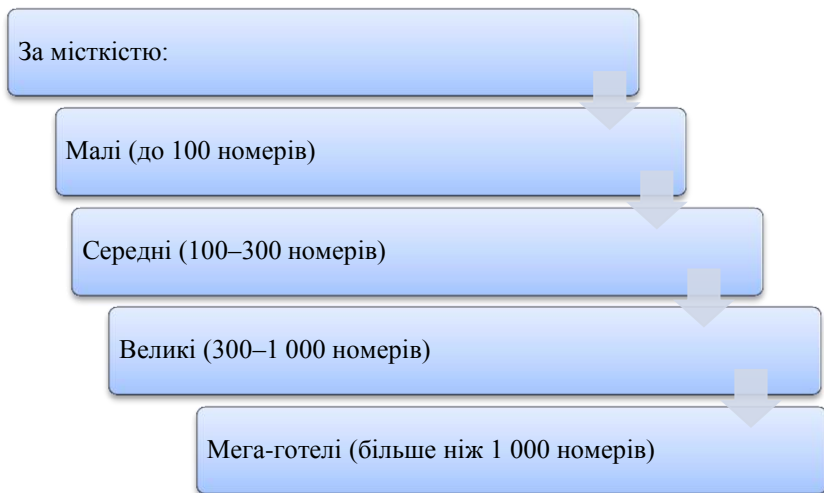 За місткістю:
Малі (до 100 номерів)
Середні (100–300 номерів)
Великі (300–1 000 номерів)
Мега-готелі (більше ніж 1 000 номерів)